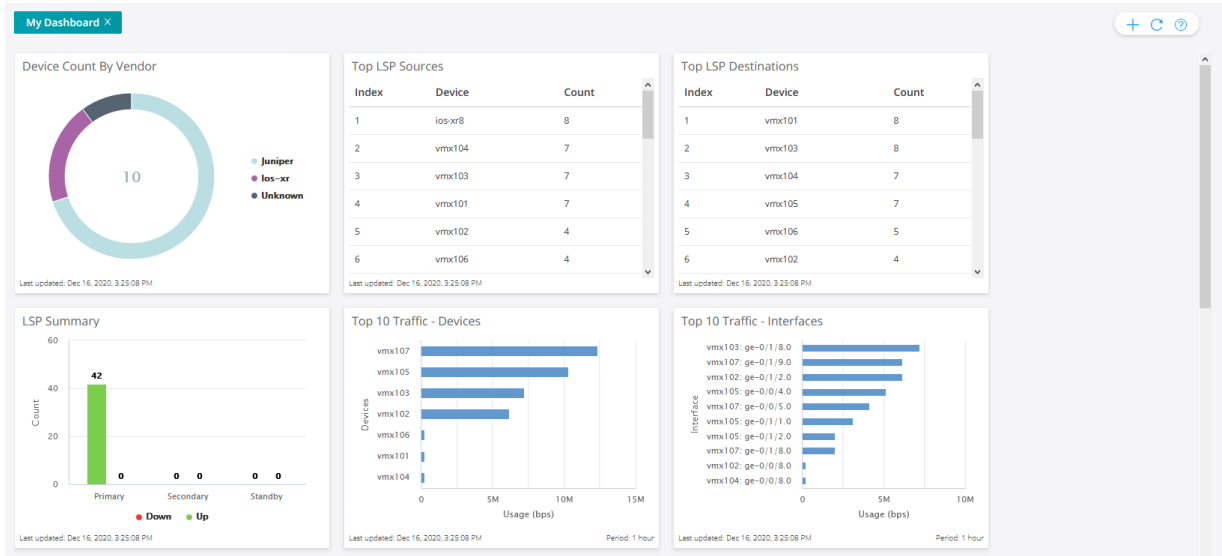 My Dashboard ×
Device Count By Vendor
10
Juniper
Ios-xr
Unknown
Last updated: Dec 16, 2020, 3:25:08 PM
Top LSP Sources
Index Device Count
1 ios-xr8 8
2 vmx104 7
3 vmx103 7
4 vmx101 7
5 vmx102 4
6 vmx106 4
Last updated: Dec 16, 2020, 3:25:08 PM
Top LSP Destinations
Index Device Count
1 vmx101 8
2 vmx103 8
3 vmx104 7
4 vmx105 7
5 vmx106 5
6 vmx102 4
Last updated: Dec 16, 2020, 3:25:08 PM
LSP Summary
60
40
20
0
Count
42 0 0 0 0 0
Primary Secondary Standby
Down Up
Last updated: Dec 16, 2020, 3:25:08 PM
Top 10 Traffic - Devices
Devices
vmx107
vmx105
vmx103
vmx102
vmx106
vmx101
vmx104
0 5M 10M 15M
Usage (bps)
Last updated: Dec 16, 2020, 3:25:08 PM Period: 1 hour
Top 10 Traffic - Interfaces
Interface
vmx103: ge-0/1/8.0
vmx107: ge-0/1/9.0
vmx102: ge-0/1/2.0
vmx105: ge-0/0/4.0
vmx107: ge-0/0/5.0
vmx105: ge-0/1/1.0
vmx105: ge-0/1/2.0
vmx107: ge-0/1/8.0
vmx102: ge-0/0/8.0
vmx104: ge-0/0/8.0
0 5M 10M
Usage (bps)
Last updated: Dec 16, 2020, 3:25:08 PM Period: 1 hour